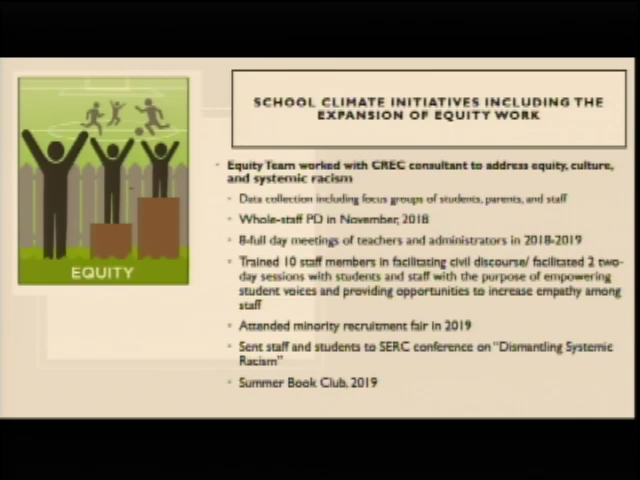 SCHOOL CLIMATE INITIATIVES INCLUDING THE
EXPANSION OF EQUITY WORK
Equity Team worked with CREC consultant to address equity, culture,
and systemic racism
Data collection including focus groups of students, parents, and staff
Whole-staff PD in November, 2018
8-full day meetings of teachers and administrators in 2018-2019
Trained 10 staff members in facilitating civil discourse/ facilitated 2 two-
day sessions with students and staff with the purpose of empowering
student voices and providing opportunities to increase empathy among
staff
Attended minority recruitment fair in 2019
Sent staff and students to SERC conference on "Dismantling Systemic
Racism"
Summer Book Club, 2019
EQUITY